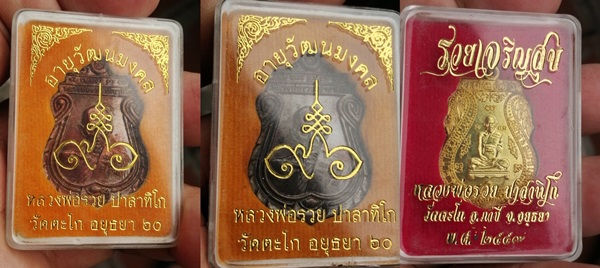 อายุวัฒนมงคล
หลวงพ่อรวย ปาสาทิโก
วัดตะโก อยุธยา ๖๐
อายุวัฒนมงคล
หลวงพ่อรวย ปาสาทิโก
วัดตะโก อยุธยา ๖๐
รวยเจริญสุข
หลวงพ่อรวย ปาสาทิโก
วัดตะโก อ.ภาชี จ.อยุธยา
พ.ศ. ๒๕๕๙